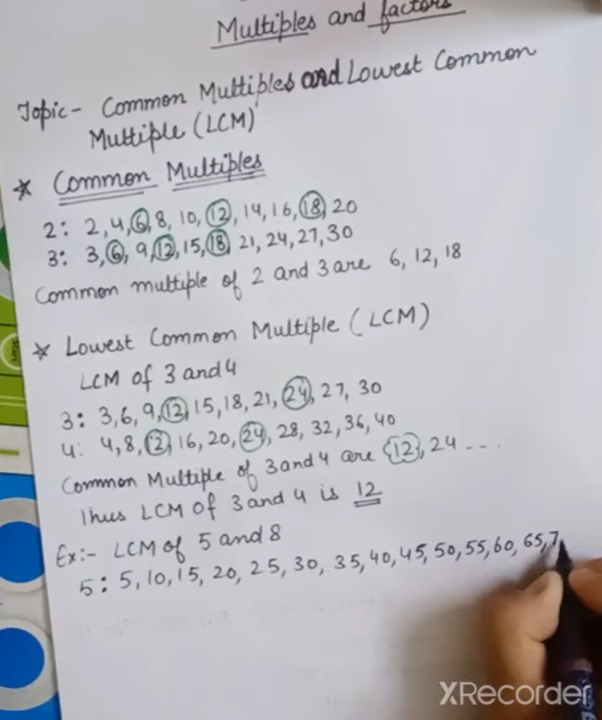 Multiples and factors
Topic- Common Multiples and Lowest Common
Multiple (LCM)
* Common Multiples
2: 2, 4, 6, 8, 10, 12, 14, 16, 18, 20
3: 3, 6, 9, 12, 15, 18, 21, 24, 27, 30
Common multiple of 2 and 3 are 6, 12, 18
* Lowest Common Multiple (LCM)
LCM of 3 and 4
3: 3, 6, 9, 12, 15, 18, 21, 24, 27, 30
4: 4, 8, 12, 16, 20, 24, 28, 32, 36, 40
Common Multiple of 3 and 4 are 12, 24 ----
Thus LCM of 3 and 4 is 12
Ex:- LCM of 5 and 8
5: 5, 10, 15, 20, 25, 30, 35, 40, 45, 50, 55, 60, 65, 7
XRecorder